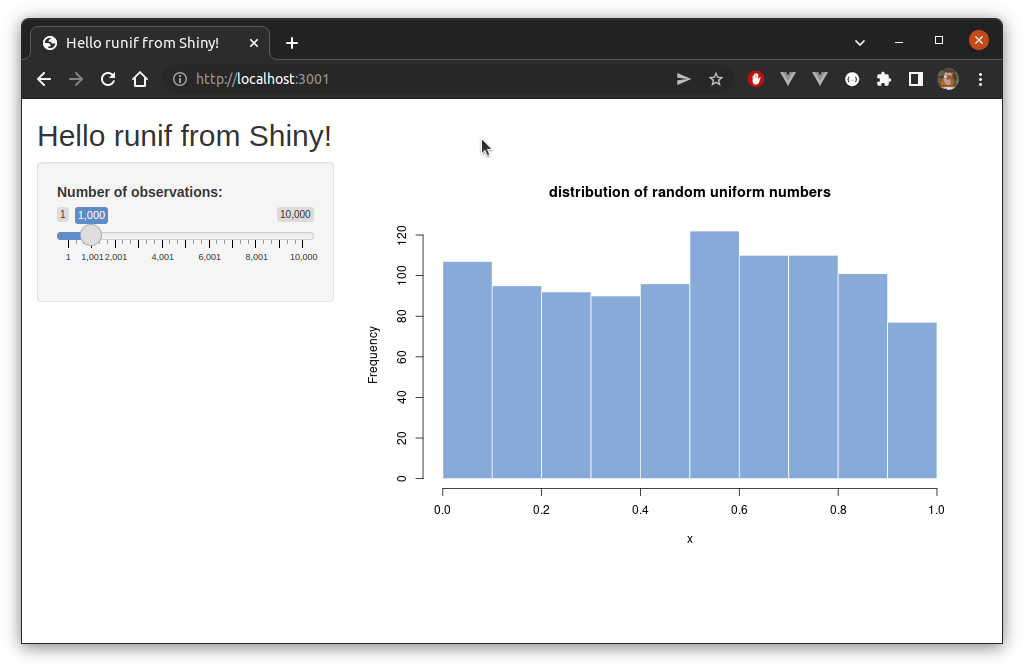 Hello runif from Shiny!
http://localhost:3001
Hello runif from Shiny!
Number of observations:
1 1,000 10,000
1 1,001 2,001 4,001 6,001 8,001 10,000
distribution of random uniform numbers
120
100
80
60
40
20
0
Frequency
0.0 0.2 0.4 0.6 0.8 1.0
x